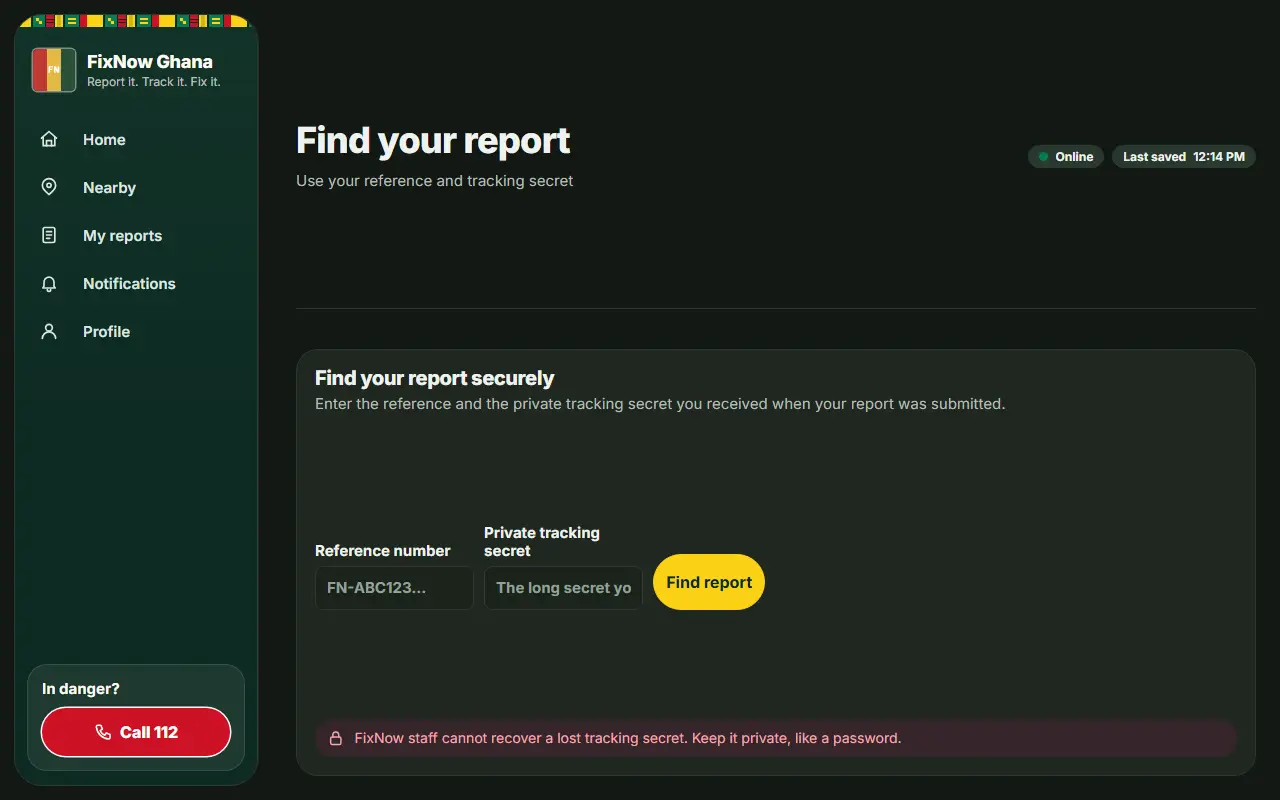 FN
FixNow Ghana
Report it. Track it. Fix it.
Home
Nearby
My reports
Notifications
Profile
In danger?
Call 112
Find your report
Use your reference and tracking secret
Online
Last saved 12:14 PM
Find your report securely
Enter the reference and the private tracking secret you received when your report was submitted.
Reference number
FN-ABC123...
Private tracking
secret
The long secret yo
Find report
FixNow staff cannot recover a lost tracking secret. Keep it private, like a password.